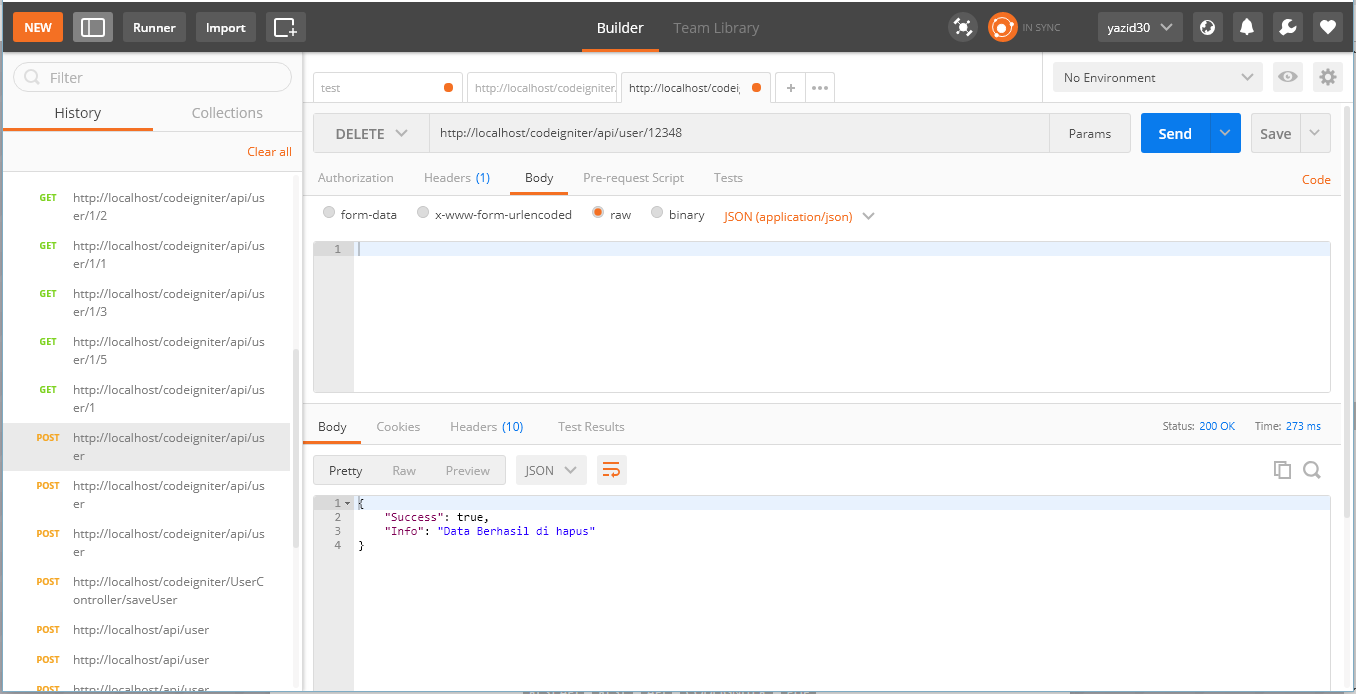 NEW Runner Import Builder Team Library IN SYNC yazid30
Filter
History Collections
Clear all
GET http://localhost/codeigniter/api/us
er/1/2
GET http://localhost/codeigniter/api/us
er/1/1
GET http://localhost/codeigniter/api/us
er/1/3
GET http://localhost/codeigniter/api/us
er/1/5
GET http://localhost/codeigniter/api/us
er/1
POST http://localhost/codeigniter/api/us
er
POST http://localhost/codeigniter/api/us
er
POST http://localhost/codeigniter/api/us
er
POST http://localhost/codeigniter/UserC
ontroller/saveUser
POST http://localhost/api/user
POST http://localhost/api/user
POST http://localhost/api/user
test http://localhost/codeigniter. http://localhost/codei + No Environment
DELETE http://localhost/codeigniter/api/user/12348 Params Send Save
Authorization Headers (1) Body Pre-request Script Tests Code
form-data x-www-form-urlencoded raw binary JSON (application/json)
1
Body Cookies Headers (10) Test Results Status: 200 OK Time: 273 ms
Pretty Raw Preview JSON
1 {
2 "Success": true,
3 "Info": "Data Berhasil di hapus"
4 }